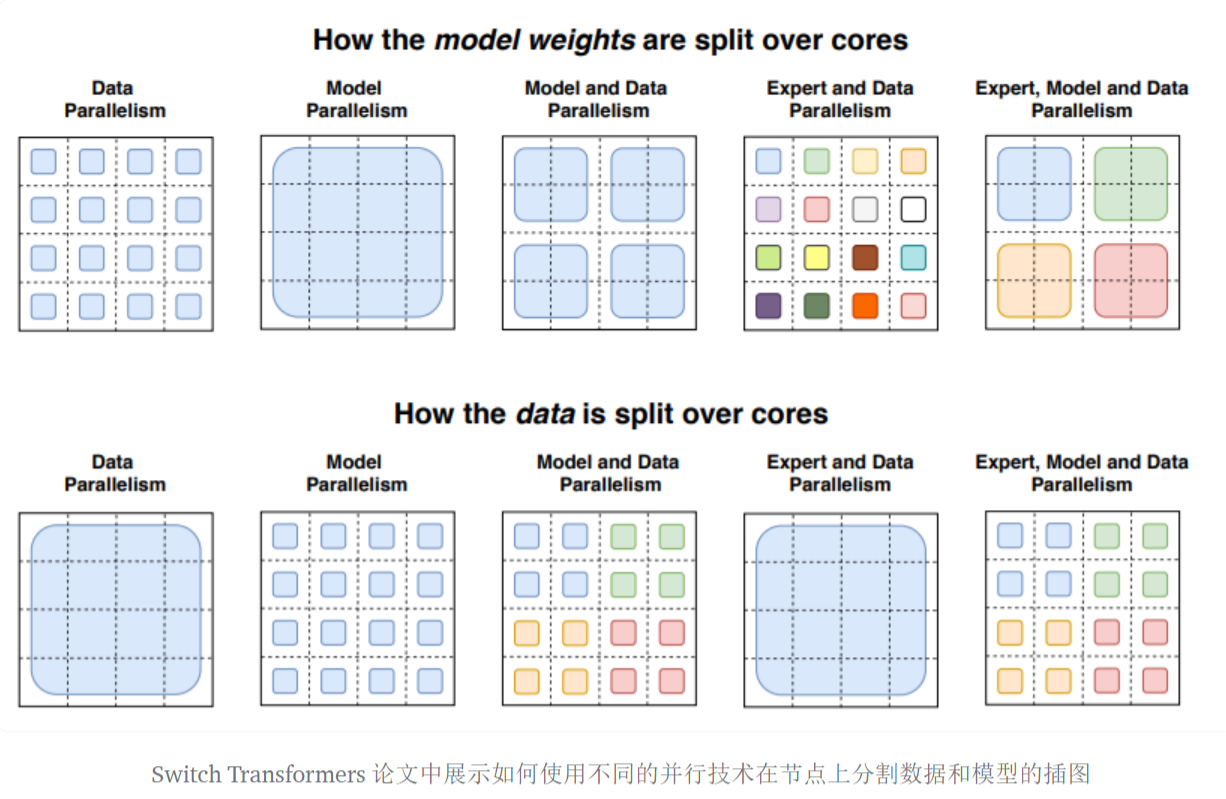 How the model weights are split over cores
Data
Parallelism
Model
Parallelism
Model and Data
Parallelism
Expert and Data
Parallelism
Expert, Model and Data
Parallelism
How the data is split over cores
Data
Parallelism
Model
Parallelism
Model and Data
Parallelism
Expert and Data
Parallelism
Expert, Model and Data
Parallelism
Switch Transformers 论文中展示如何使用不同的并行技术在节点上分割数据和模型的插图